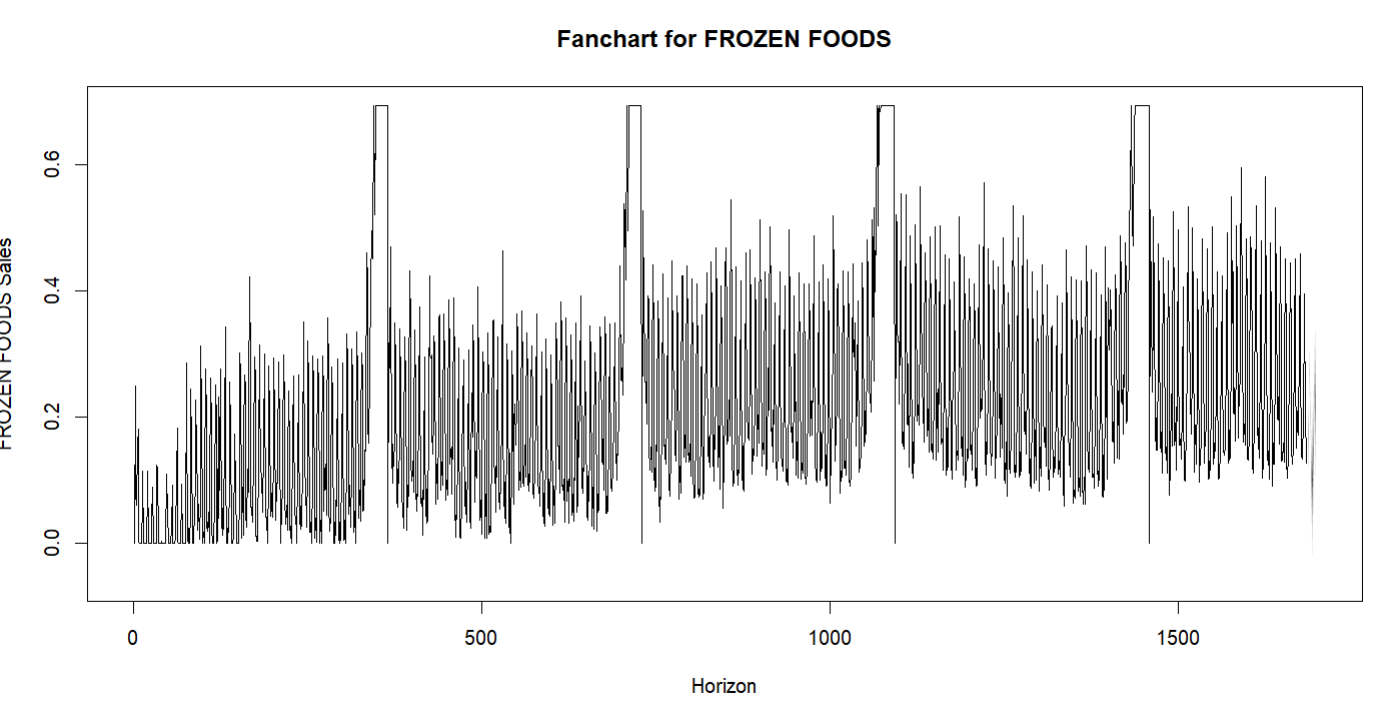 Fanchart for FROZEN FOODS
FROZEN FOODS Sales
0.6
0.4
0.2
0.0
0 500 1000 1500
Horizon